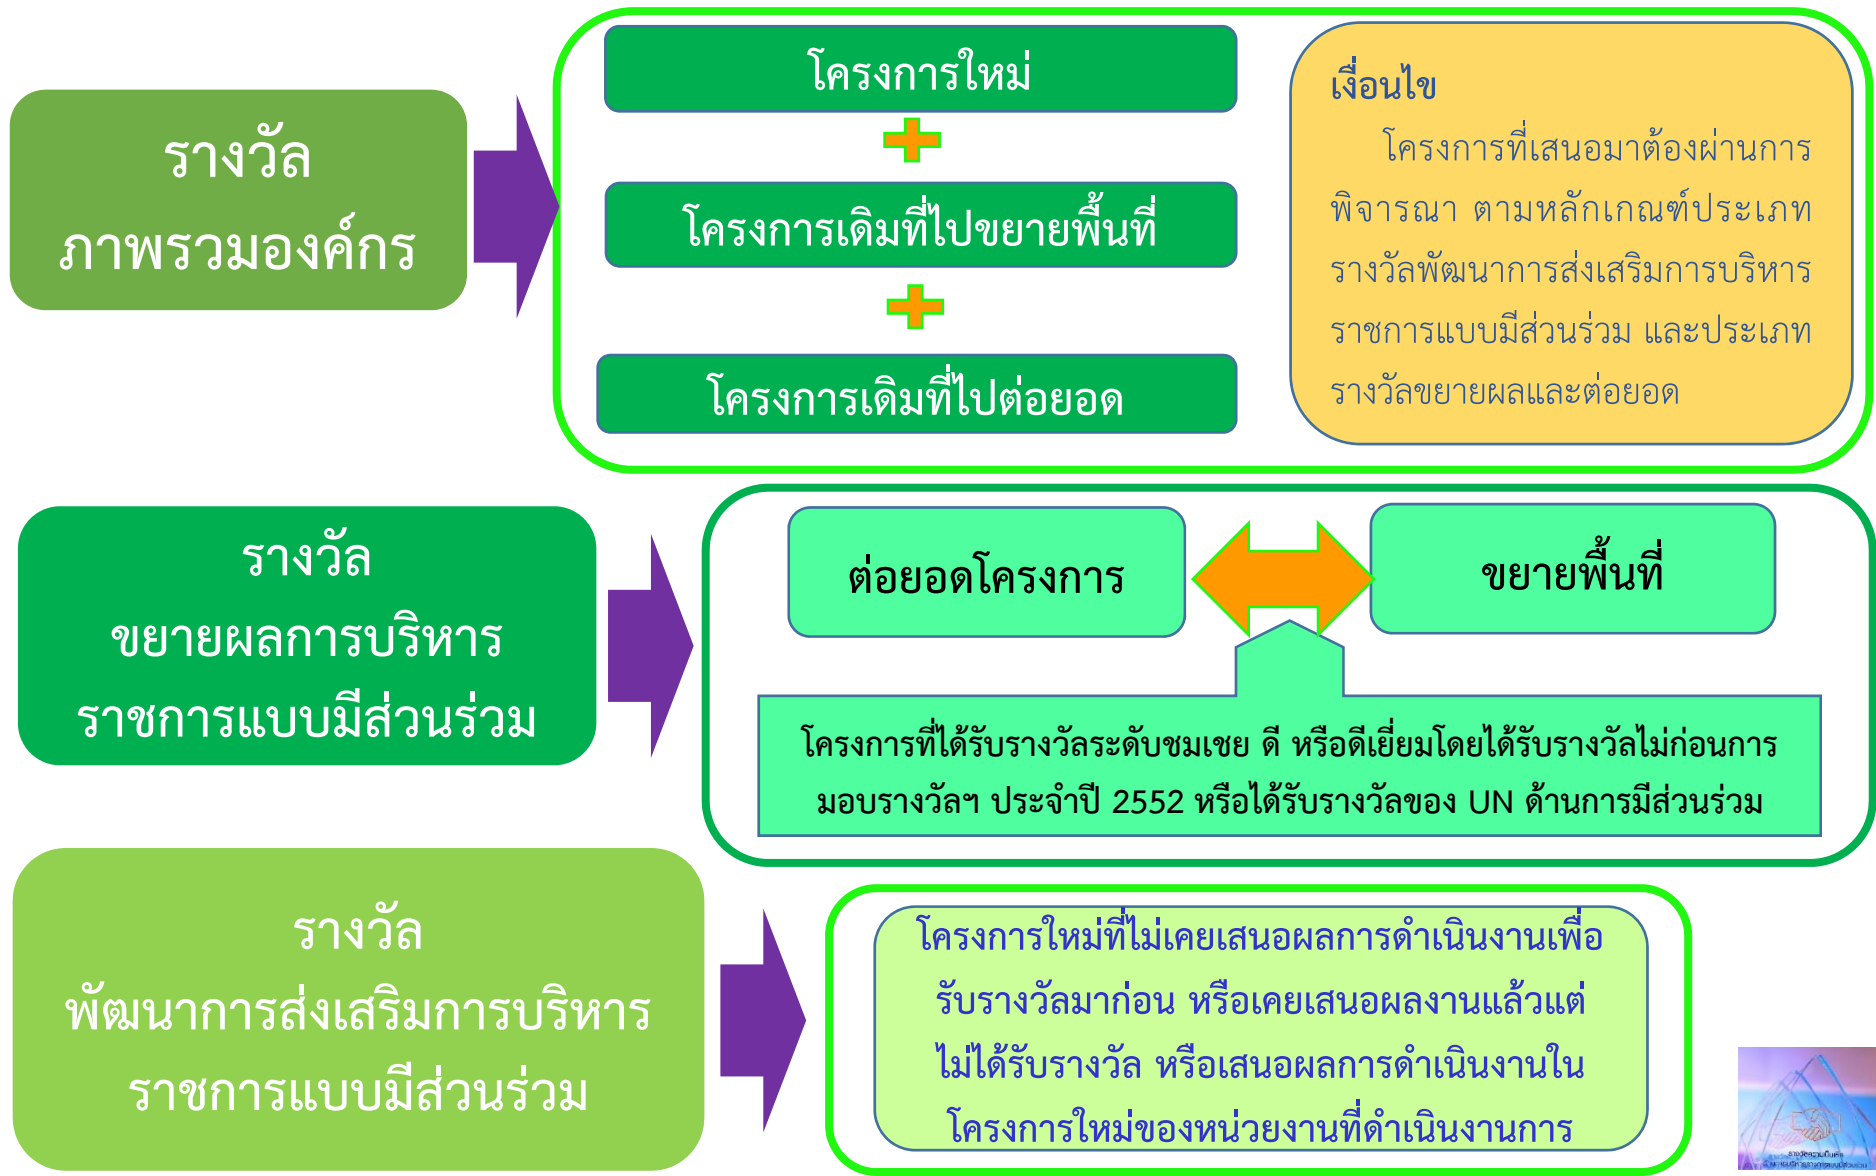 รางวัล
ภาพรวมองค์กร
โครงการใหม่
โครงการเดิมที่ไปขยายพื้นที่
โครงการเดิมที่ไปต่อยอด
เงื่อนไข
โครงการที่เสนอมาต้องผ่านการ
พิจารณา ตามหลักเกณฑ์ประเภท
รางวัลพัฒนาการส่งเสริมการบริหาร
ราชการแบบมีส่วนร่วม และประเภท
รางวัลขยายผลและต่อยอด
รางวัล
ขยายผลการบริหาร
ราชการแบบมีส่วนร่วม
ต่อยอดโครงการ
ขยายพื้นที่
โครงการที่ได้รับรางวัลระดับชมเชย ดี หรือดีเยี่ยมโดยได้รับรางวัลไม่ก่อนการ
มอบรางวัลฯ ประจำปี 2552 หรือได้รับรางวัลของ UN ด้านการมีส่วนร่วม
รางวัล
พัฒนาการส่งเสริมการบริหาร
ราชการแบบมีส่วนร่วม
โครงการใหม่ที่ไม่เคยเสนอผลการดำเนินงานเพื่อ
รับรางวัลมาก่อน หรือเคยเสนอผลงานแล้วแต่
ไม่ได้รับรางวัล หรือเสนอผลการดำเนินงานใน
โครงการใหม่ของหน่วยงานที่ดำเนินงานการ